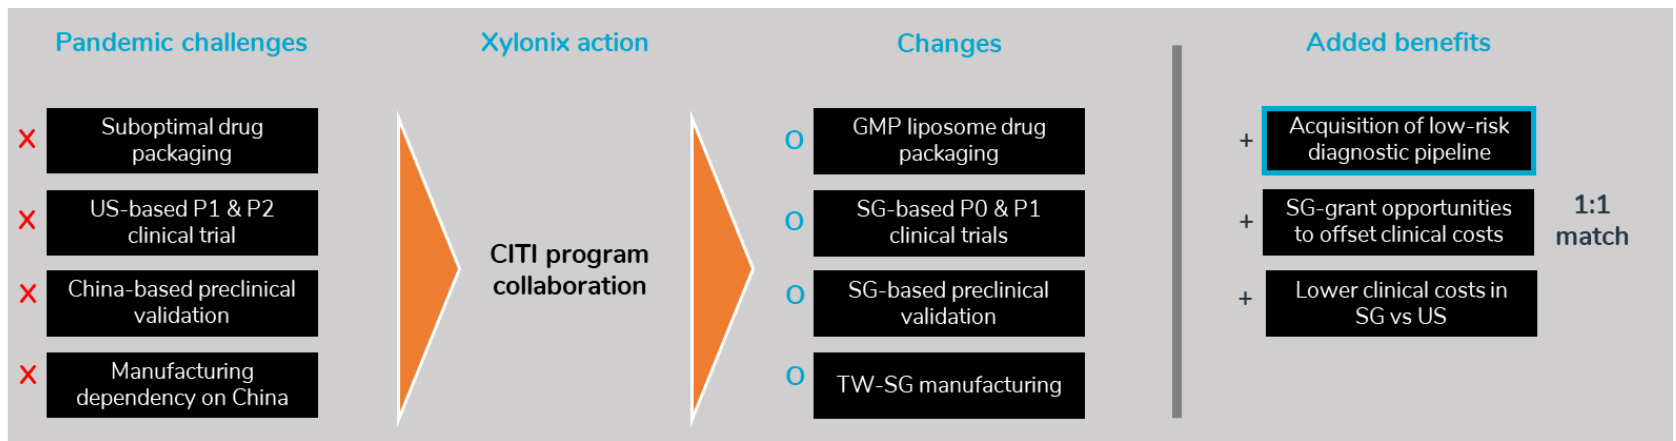 Pandemic challenges
X
Suboptimal drug
packaging
X
US-based P1 & P2
clinical trial
X
China-based preclinical
validation
X
Manufacturing
dependency on China
Xylonix action
CITI program
collaboration
Changes
O
GMP liposome drug
packaging
O
SG-based P0 & P1
clinical trials
O
SG-based preclinical
validation
O
TW-SG manufacturing
Added benefits
+
Acquisition of low-risk
diagnostic pipeline
+
SG-grant opportunities
to offset clinical costs
1:1
match
+
Lower clinical costs in
SG vs US